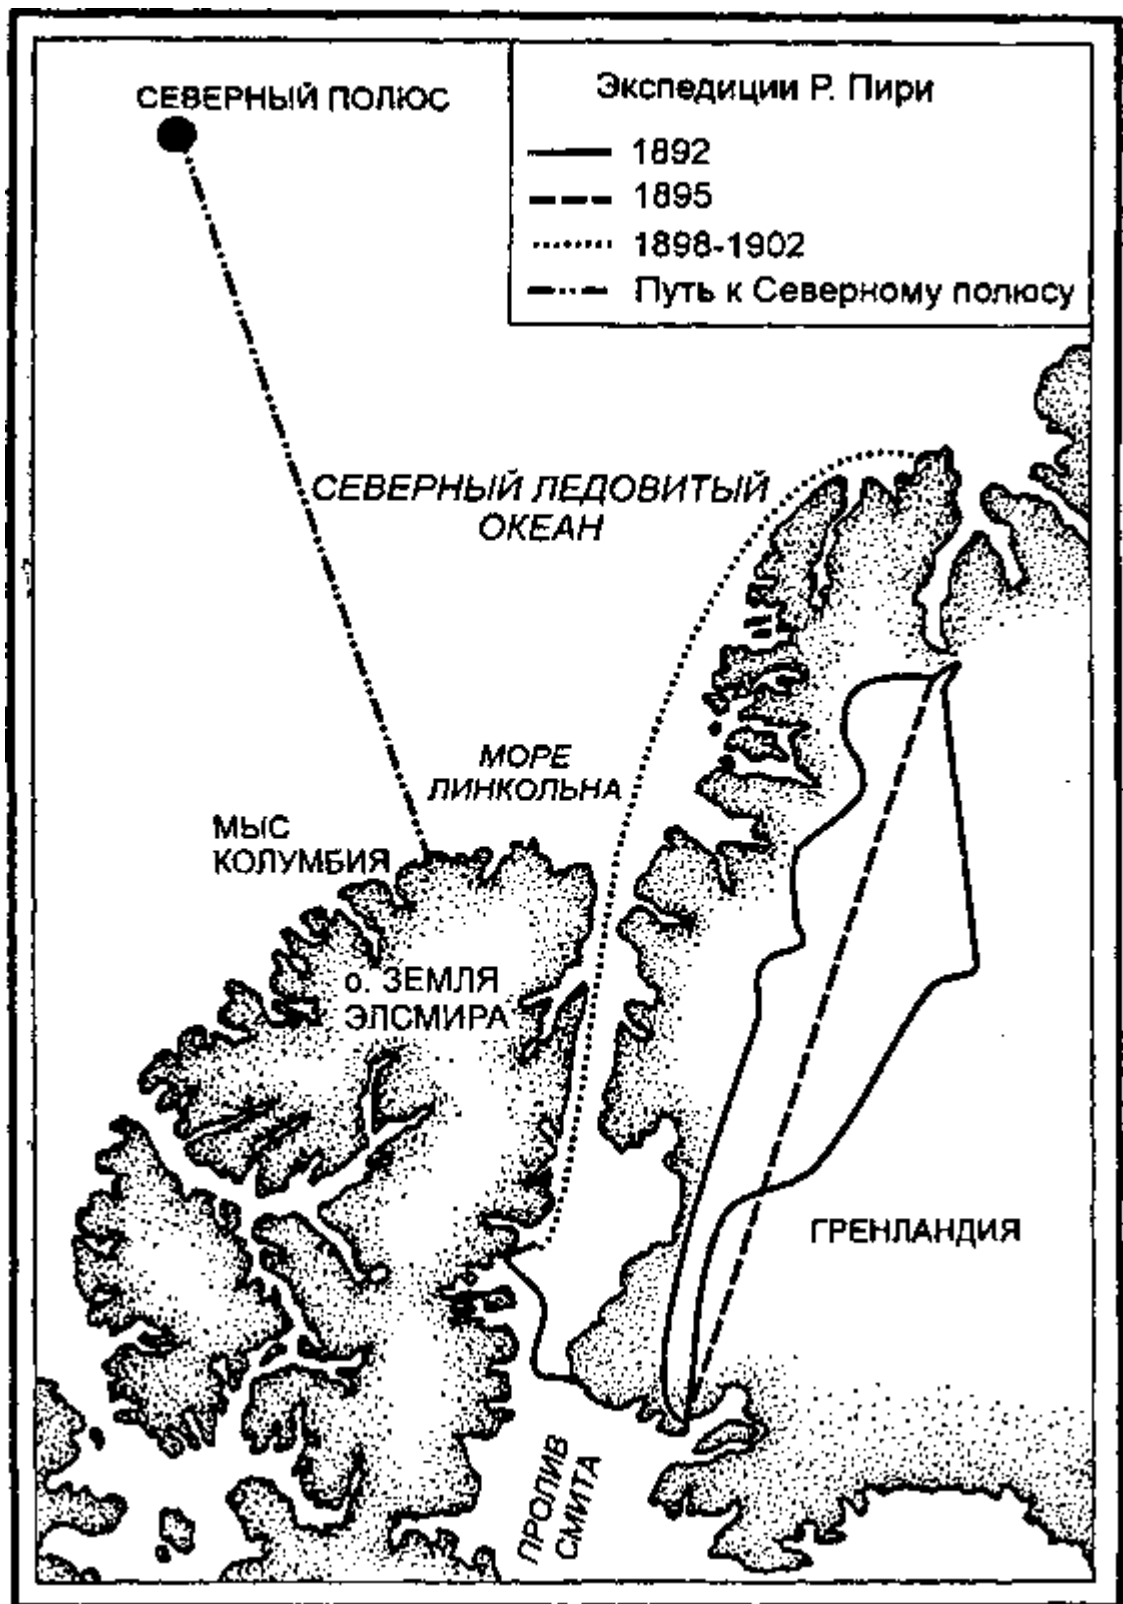 СЕВЕРНЫЙ ПОЛЮС
Экспедиции Р. Пири
1892
1895
1898-1902
Путь к Северному полюсу
СЕВЕРНЫЙ ЛЕДОВИТЫЙ
ОКЕАН
МОРЕ
ЛИНКОЛЬНА
МЫС
КОЛУМБИЯ
о. ЗЕМЛЯ
ЭЛСМИРА
ГРЕНЛАНДИЯ
ПРОЛИВ
СМИТА